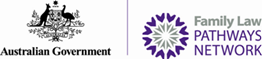 Australian Government
Family Law
PATHWAYS
NETWORK